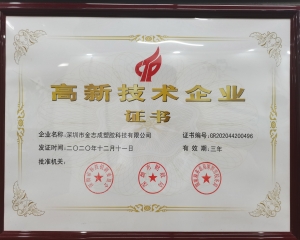 高新技术企业
证书
企业名称:深圳市金志成塑胶科技有限公司
证书编号:GR202044200496
发证时间:二〇二〇年十二月十一日
有 效 期:三年
批准机关: